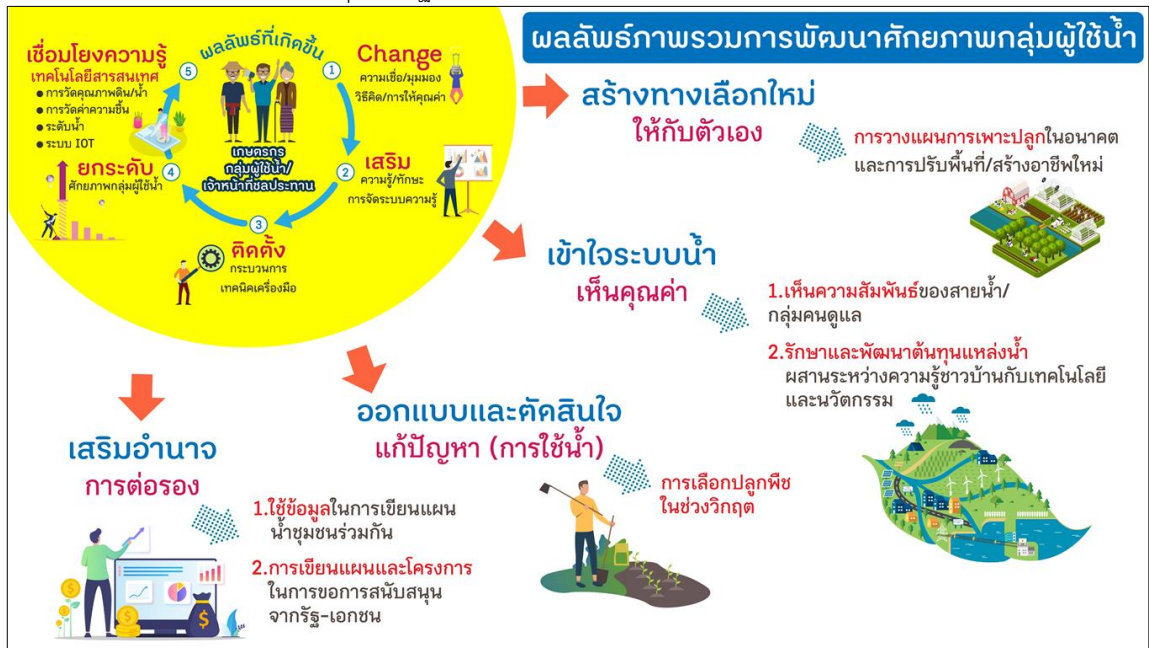 ผลลัพธ์ภาพรวมการพัฒนาศักยภาพกลุ่มผู้ใช้น้ำ
ผลลัพธ์ที่เกิดขึ้น
เกษตรกร
กลุ่มผู้ใช้น้ำ/
เจ้าหน้าที่ชลประทาน
1
Change
ความเชื่อ/มุมมอง
วิธีคิด/การให้คุณค่า
2
เสริม
ความรู้/ทักษะ
การจัดระบบความรู้
3
ติดตั้ง
กระบวนการ
เทคนิคเครื่องมือ
4
ยกระดับ
ศักยภาพกลุ่มผู้ใช้น้ำ
5
เชื่อมโยงความรู้
เทคโนโลยีสารสนเทศ
● การวัดคุณภาพดิน/น้ำ
● การวัดค่าความชื้น
● ระดับน้ำ
● ระบบ IOT
สร้างทางเลือกใหม่
ให้กับตัวเอง
การวางแผนการเพาะปลูกในอนาคต
และการปรับพื้นที่/สร้างอาชีพใหม่
เข้าใจระบบน้ำ
เห็นคุณค่า
1.เห็นความสัมพันธ์ของสายน้ำ/
กลุ่มคนดูแล
2.รักษาและพัฒนาต้นทุนแหล่งน้ำ
ผสานระหว่างความรู้ชาวบ้านกับเทคโนโลยี
และนวัตกรรม
ออกแบบและตัดสินใจ
แก้ปัญหา (การใช้น้ำ)
การเลือกปลูกพืช
ในช่วงวิกฤต
เสริมอำนาจ
การต่อรอง
1.ใช้ข้อมูลในการเขียนแผน
น้ำชุมชนร่วมกัน
2.การเขียนแผนและโครงการ
ในการขอการสนับสนุน
จากรัฐ-เอกชน
$
$
$